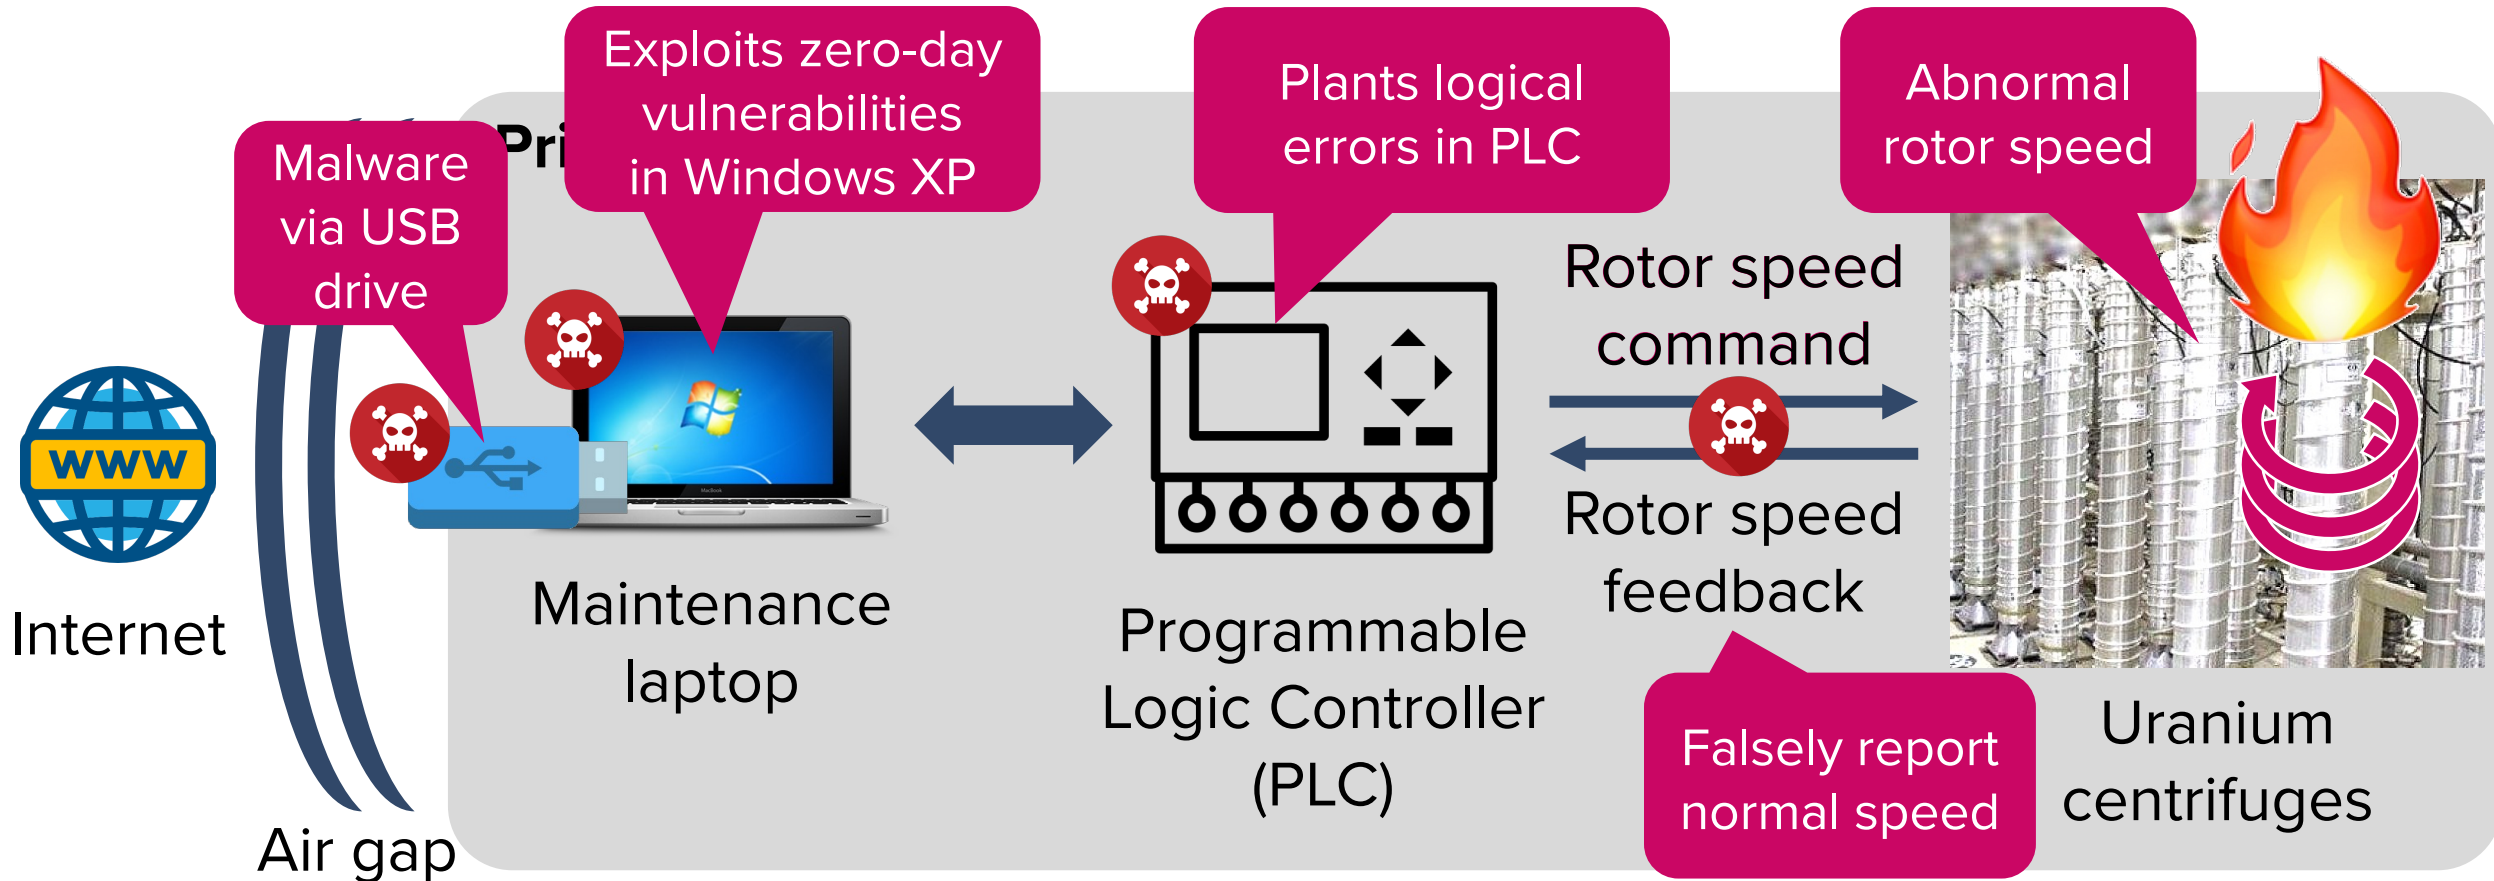 Exploits zero-day
vulnerabilities
in Windows XP
Plants logical
errors in PLC
Abnormal
rotor speed
Pri
Malware
via USB
drive
Rotor speed
command
www
MacBook
Rotor speed
feedback
Internet
Maintenance
laptop
Programmable
Logic Controller
(PLC)
Falsely report
normal speed
Uranium
centrifuges
Air gap